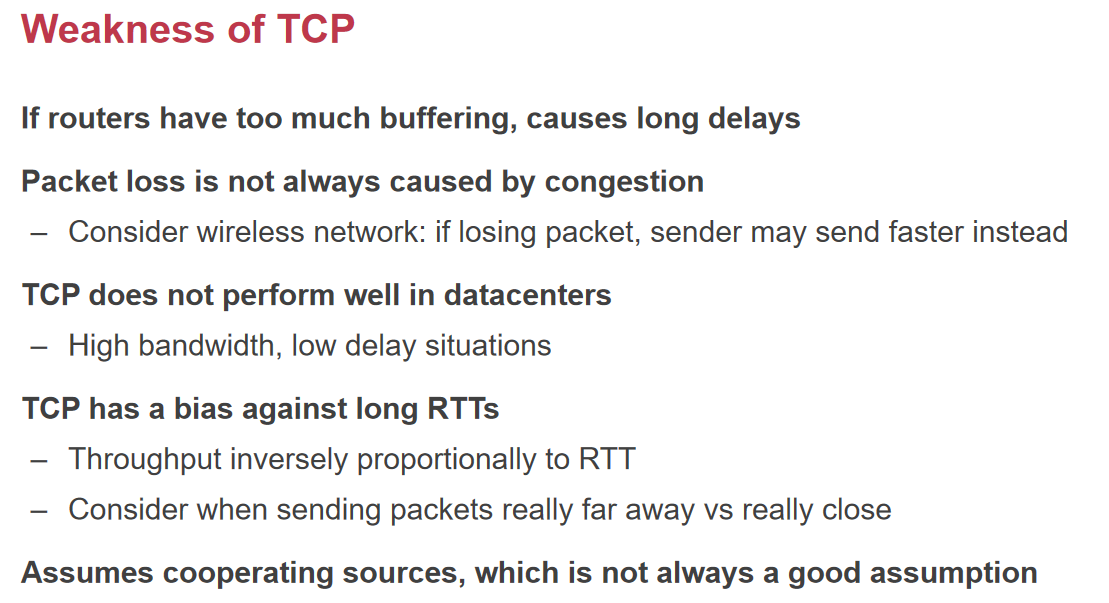 Weakness of TCP
If routers have too much buffering, causes long delays
Packet loss is not always caused by congestion
– Consider wireless network: if losing packet, sender may send faster instead
TCP does not perform well in datacenters
– High bandwidth, low delay situations
TCP has a bias against long RTTs
– Throughput inversely proportionally to RTT
– Consider when sending packets really far away vs really close
Assumes cooperating sources, which is not always a good assumption